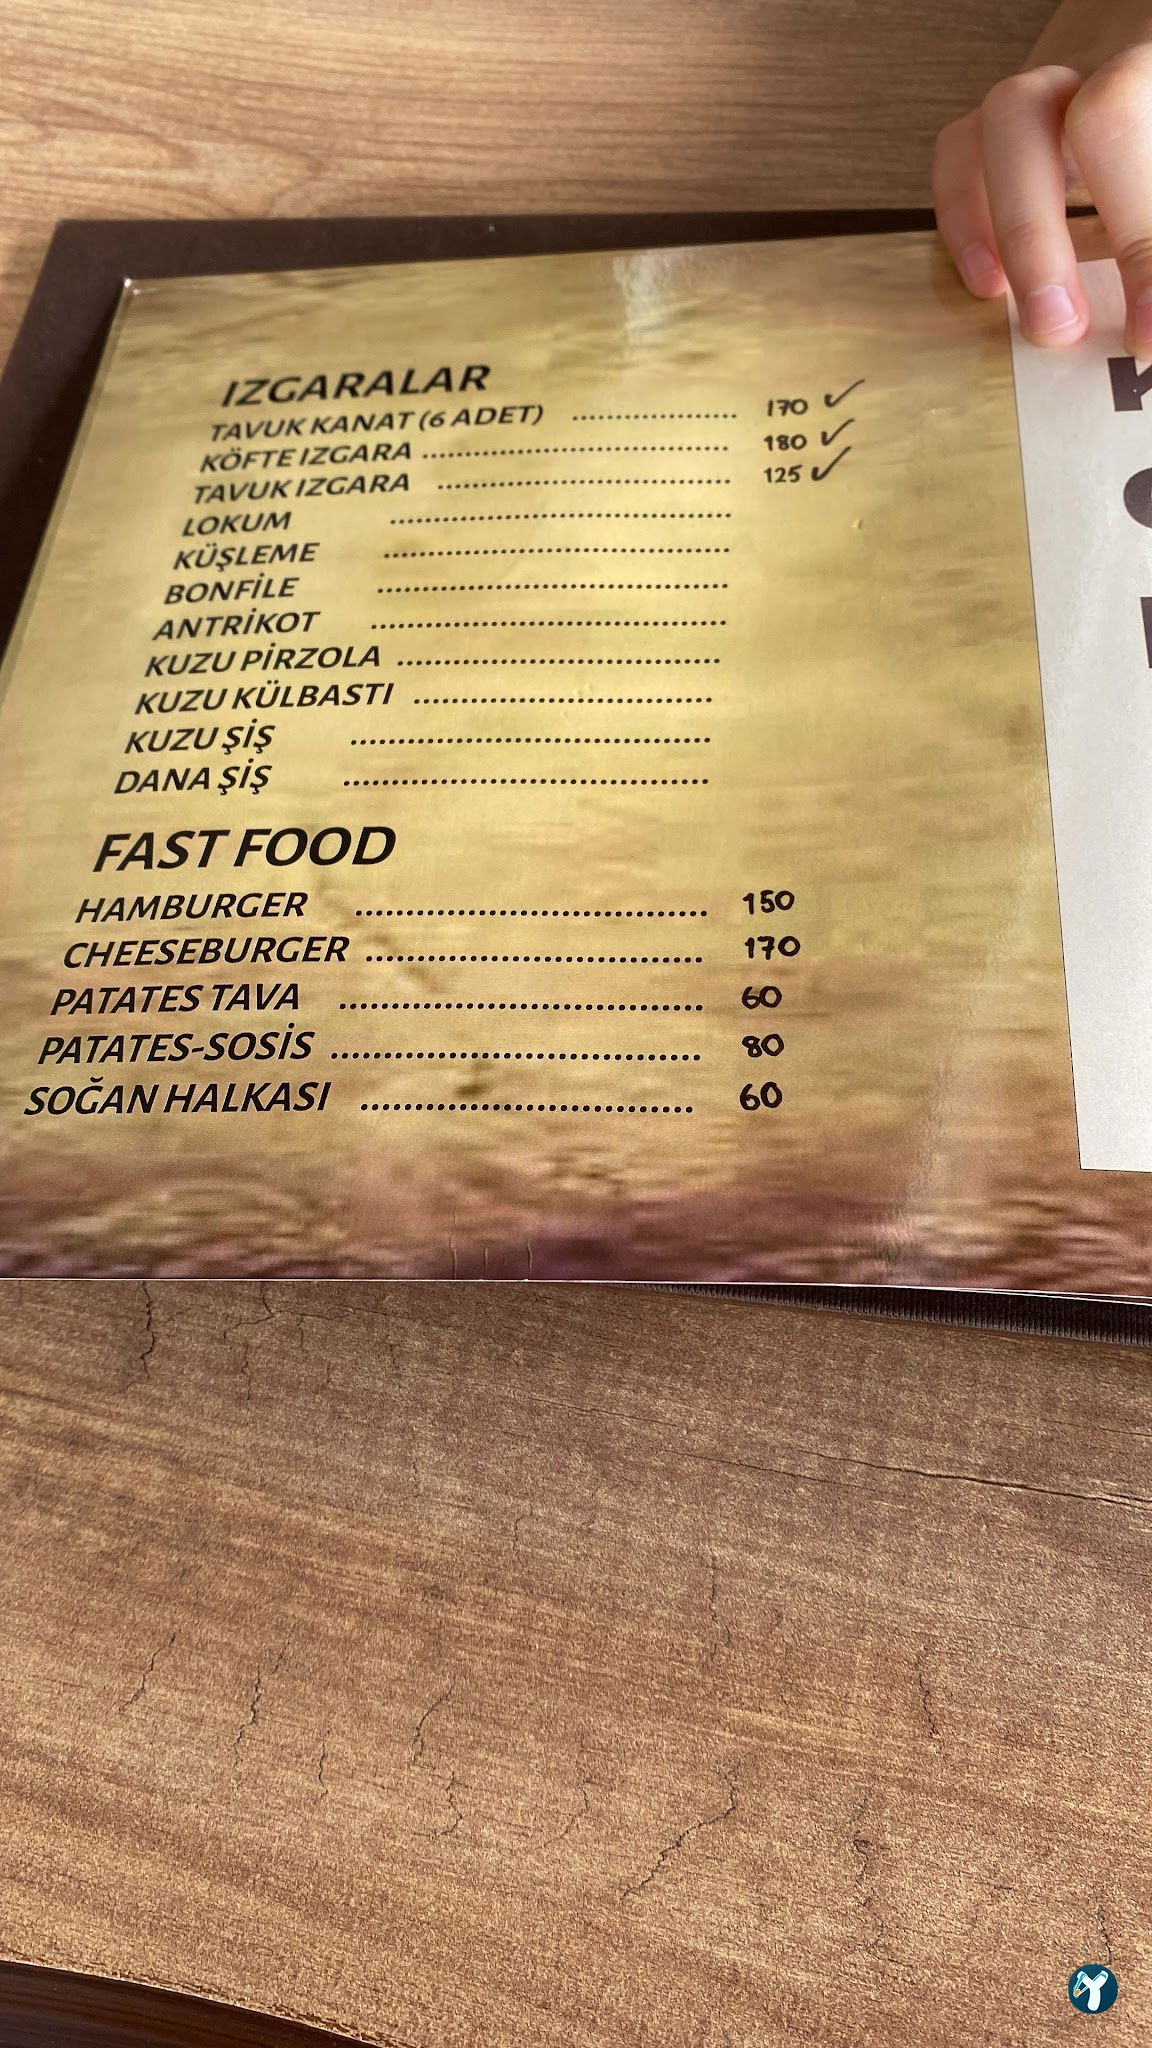 IZGARALAR
TAVUK KANAT (6 ADET) .................... 170 ✓
KÖFTE IZGARA .................... 180 ✓
TAVUK IZGARA .................... 125 ✓
LOKUM ....................
KÜŞLEME ....................
BONFİLE ....................
ANTRİKOT ....................
KUZU PİRZOLA ....................
KUZU KÜLBASTI ....................
KUZU ŞİŞ ....................
DANA ŞİŞ ....................
FAST FOOD
HAMBURGER .................... 150
CHEESEBURGER .................... 170
PATATES TAVA .................... 60
PATATES-SOSİS .................... 80
SOĞAN HALKASI .................... 60